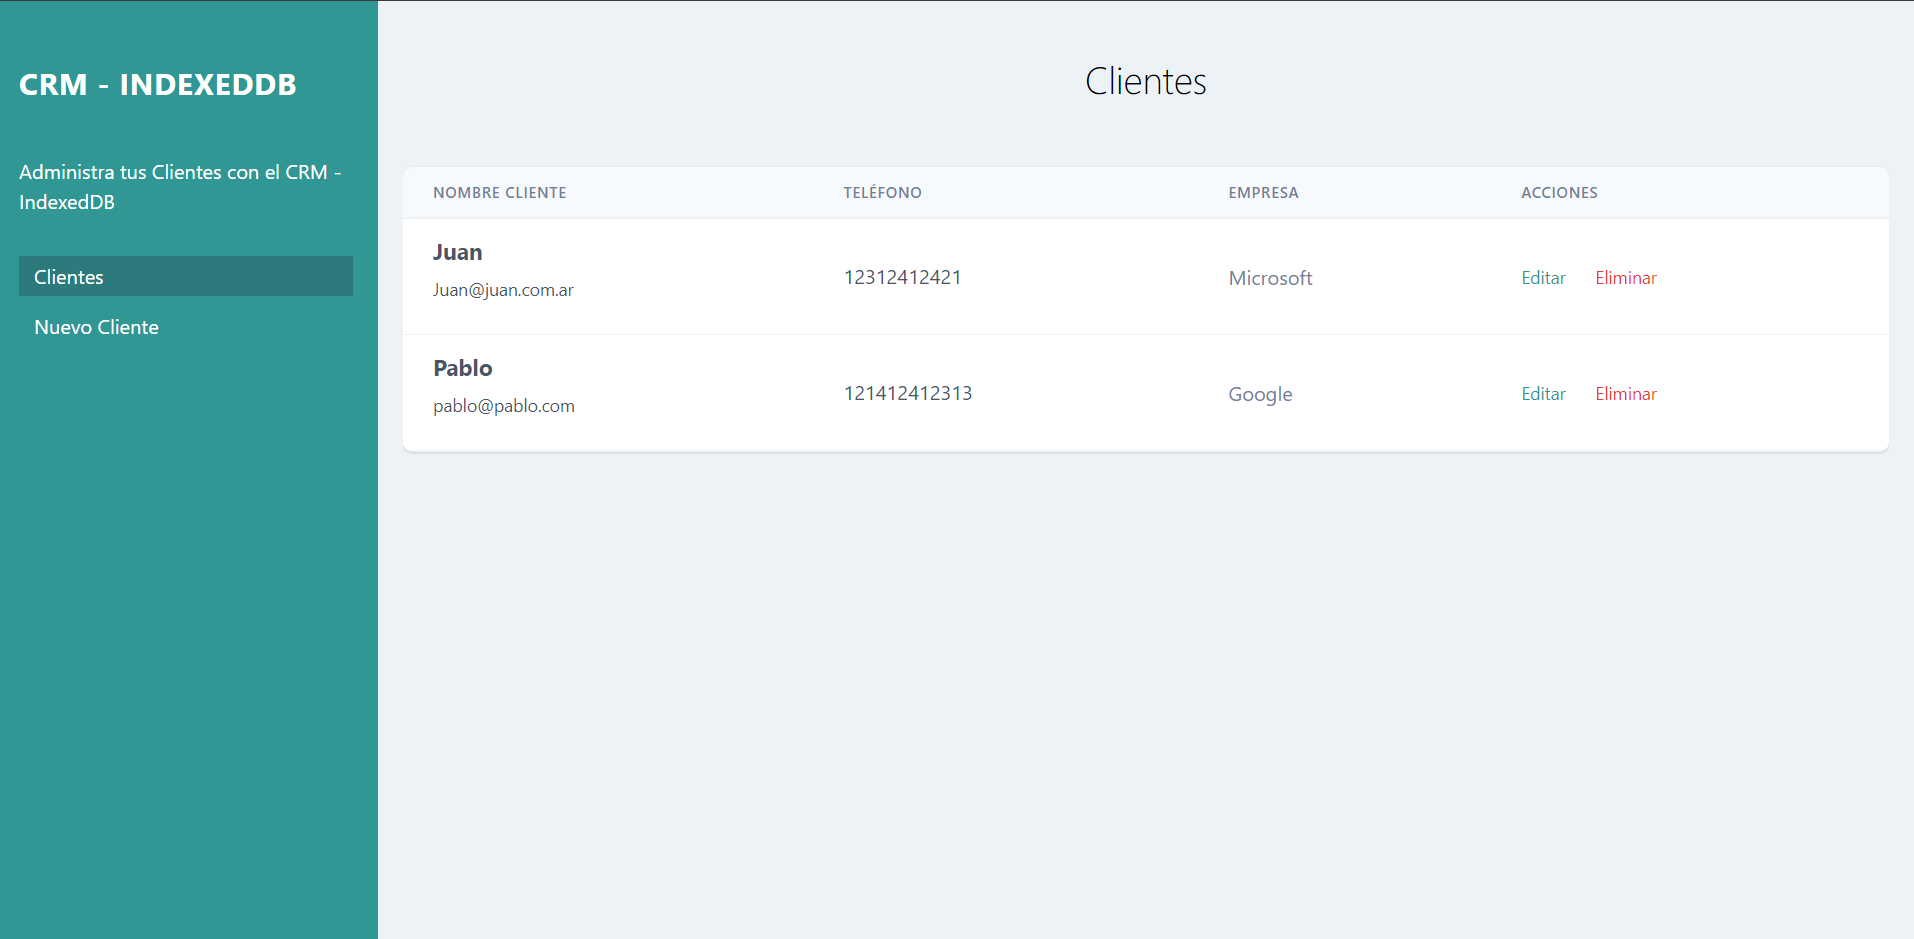 CRM - INDEXEDDB
Administra tus Clientes con el CRM -
IndexedDB
Clientes
Nuevo Cliente
Clientes
NOMBRE CLIENTE TELÉFONO EMPRESA ACCIONES
Juan
Juan@juan.com.ar
12312412421 Microsoft Editar Eliminar
Pablo
pablo@pablo.com
121412412313 Google Editar Eliminar